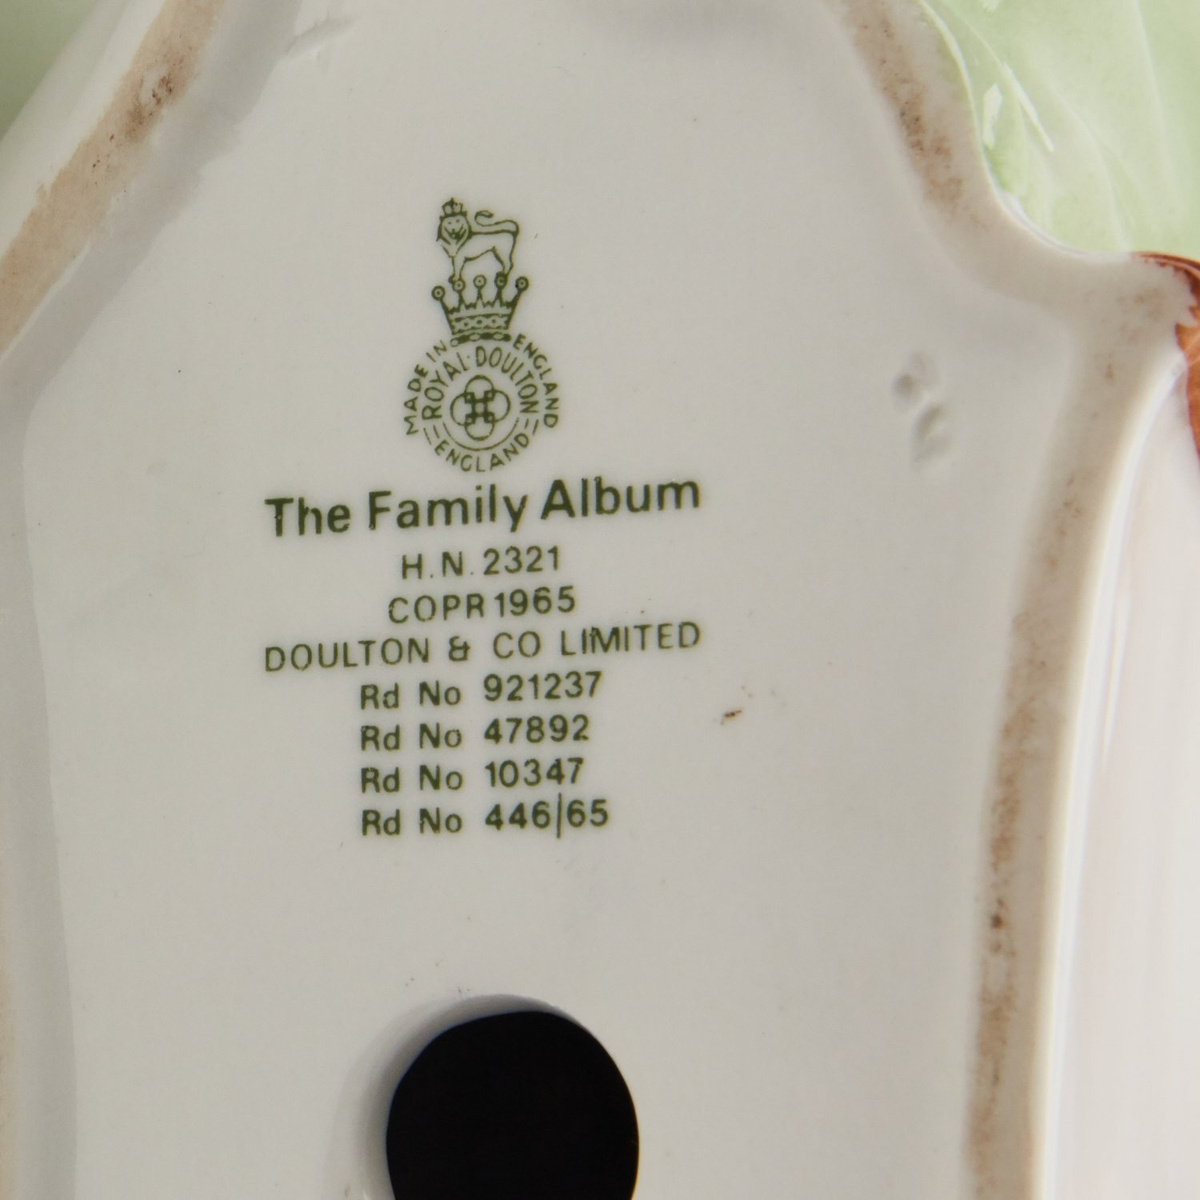 MADE IN ENGLAND
ROYAL·DOULTON
ENGLAND
The Family Album
H.N. 2321
COPR 1965
DOULTON & CO LIMITED
Rd No 921237
Rd No 47892
Rd No 10347
Rd No 446/65